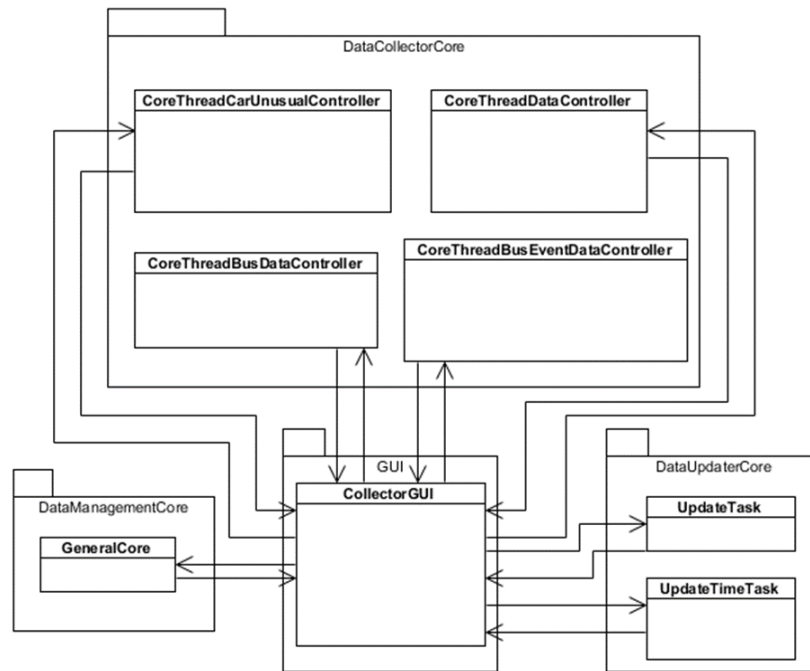 DataCollectorCore
CoreThreadCarUnusualController
CoreThreadDataController
CoreThreadBusDataController
CoreThreadBusEventDataController
GUI
DataUpdaterCore
CollectorGUI
DataManagementCore
UpdateTask
GeneralCore
UpdateTimeTask